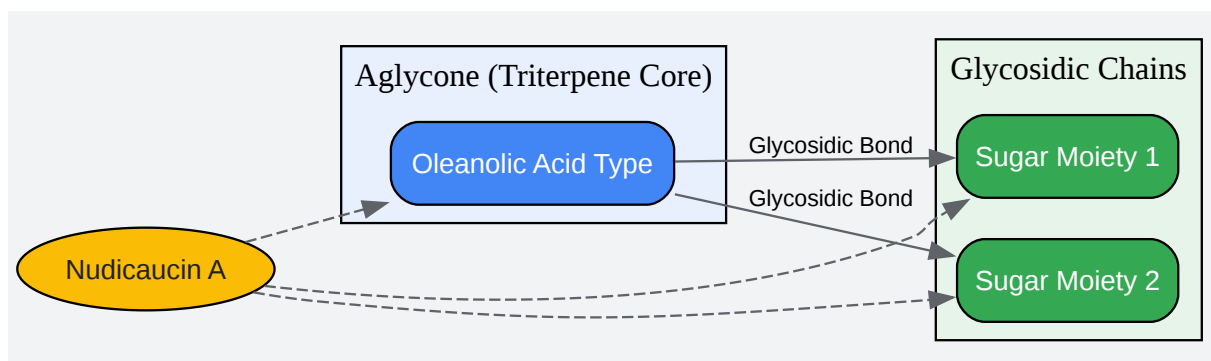 Aglycone (Triterpene Core)
Glycosidic Chains
Oleanolic Acid Type
Glycosidic Bond
Sugar Moiety 1
Glycosidic Bond
Nudicaucin A
Sugar Moiety 2